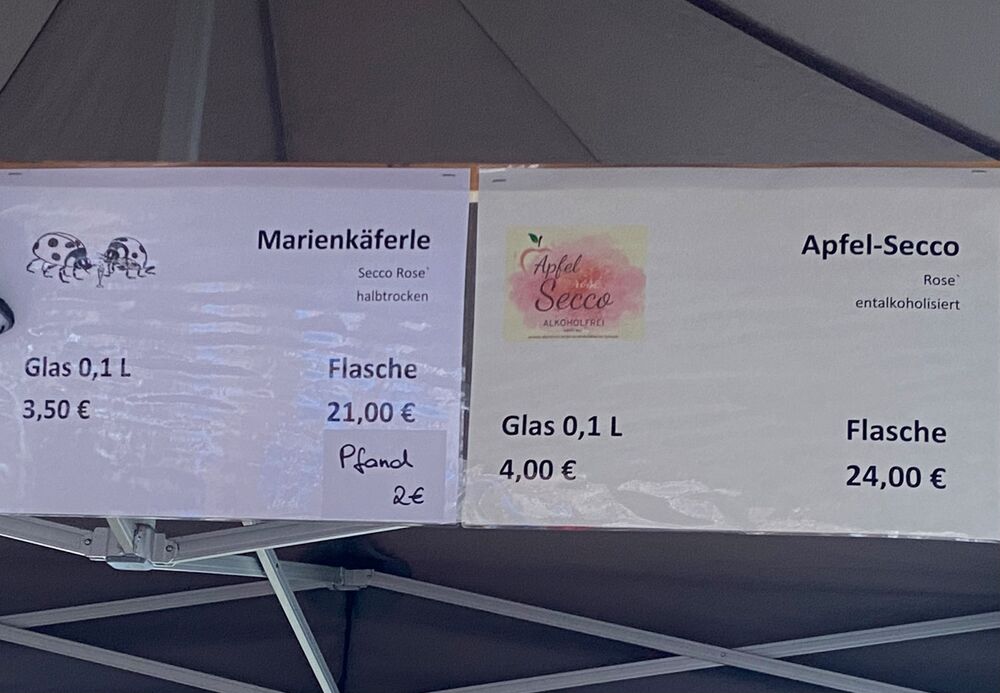 Marienkäferle
Secco Rose`
halbtrocken
Glas 0,1 L
Flasche
3,50 €
21,00 €
Pfand
2€
Apfel
rosé
Secco
ALKOHOLFREI
Apfel-Secco
Rose`
entalkoholisiert
Glas 0,1 L
Flasche
4,00 €
24,00 €